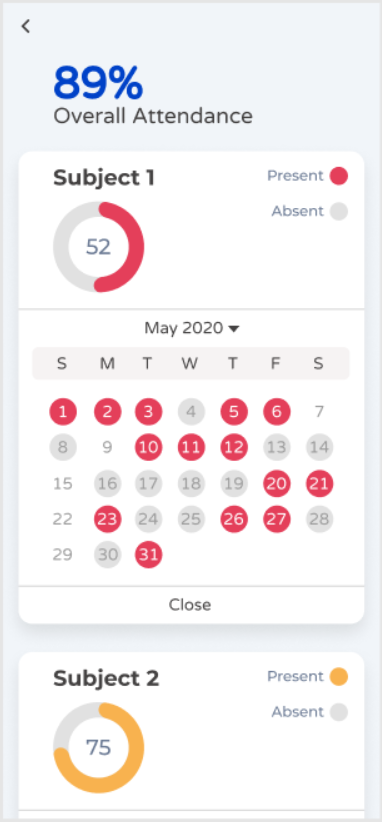 89%
Overall Attendance
Subject 1
Present
Absent
52
May 2020
S M T W T F S
1 2 3 4 5 6 7
8 9 10 11 12 13 14
15 16 17 18 19 20 21
22 23 24 25 26 27 28
29 30 31
Close
Subject 2
Present
Absent
75